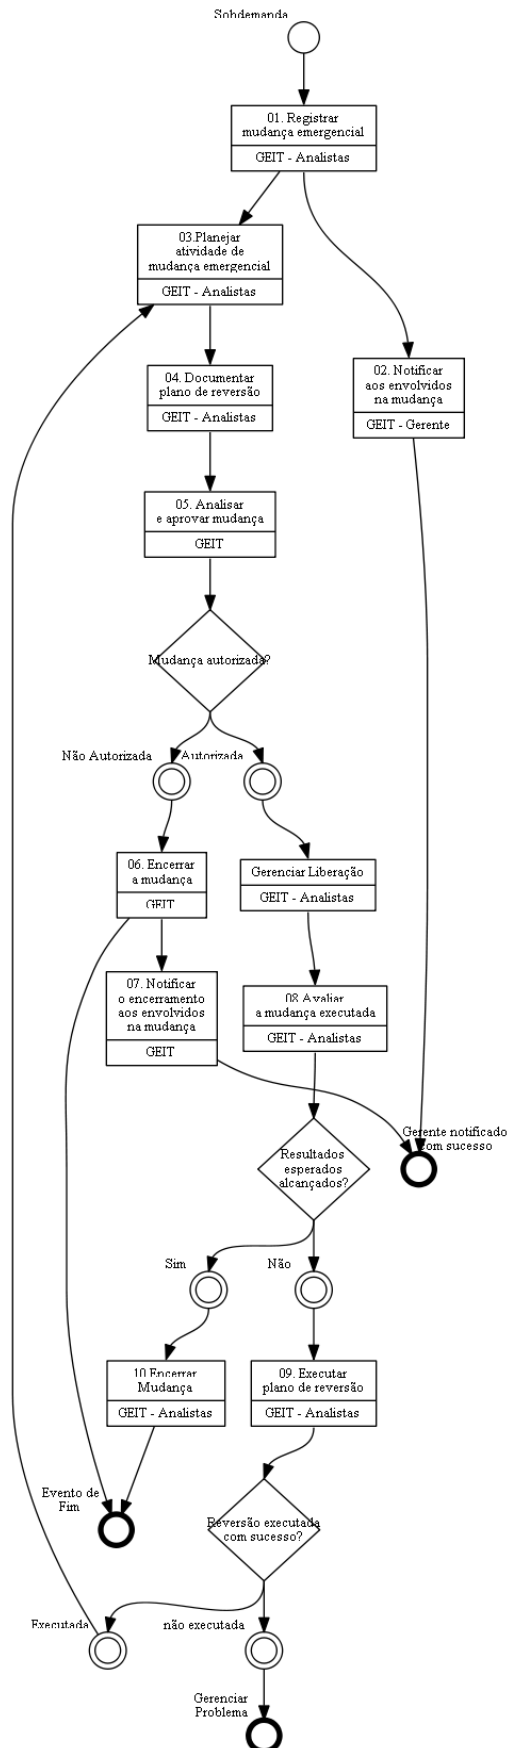 Sobdemanda
01. Registrar
mudança emergencial
GEIT - Analistas
03.Planejar
atividade de
mudança emergencial
GEIT - Analistas
02. Notificar
aos envolvidos
na mudança
GEIT - Gerente
04. Documentar
plano de reversão
GEIT - Analistas
05. Analisar
e aprovar mudança
GEIT
Mudança autorizada?
Não Autorizada
Autorizada
06. Encerrar
a mudança
GEIT
Gerenciar Liberação
GEIT - Analistas
07. Notificar
o encerramento
aos envolvidos
na mudança
GEIT
08.Avaliar
a mudança executada
GEIT - Analistas
Gerente notificado
com sucesso
Resultados
esperados
alcançados?
Sim
Não
10.Encerrar
Mudança
GEIT - Analistas
09. Executar
plano de reversão
GEIT - Analistas
Evento de
Fim
Reversão executada
com sucesso?
Executada
não executada
Gerenciar
Problema